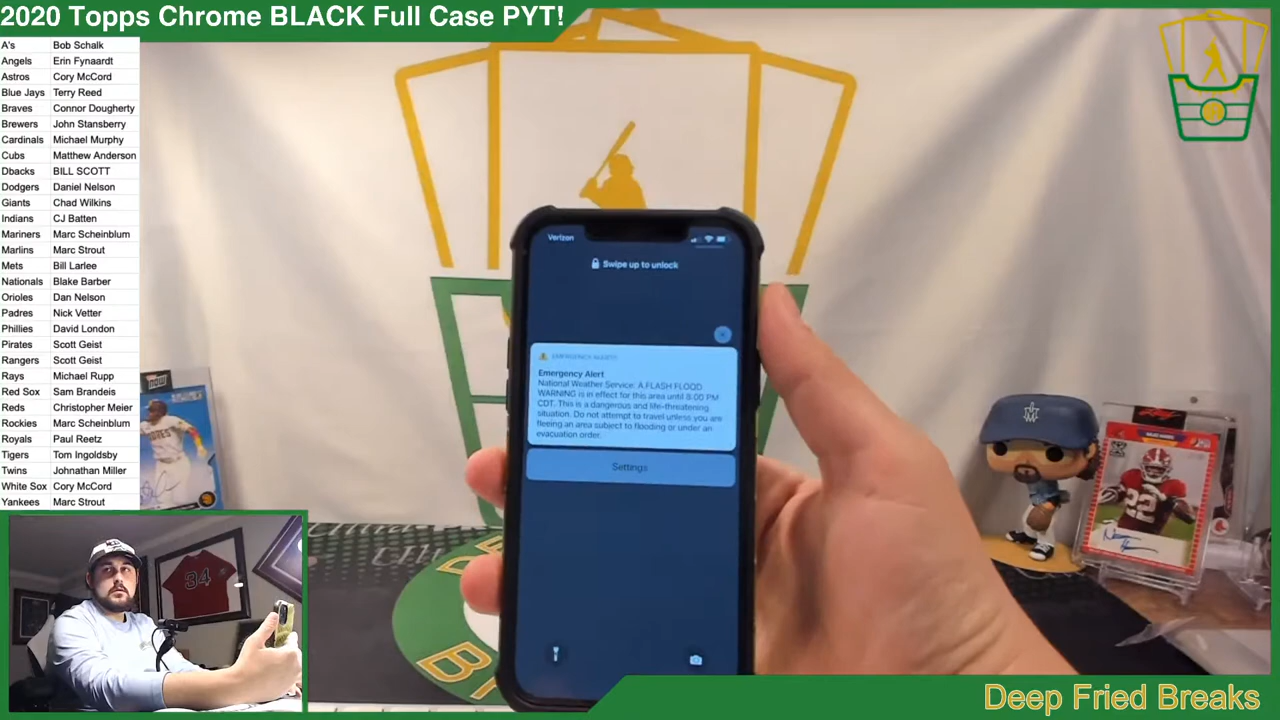 2020 Topps Chrome BLACK Full Case PYT!
A's Bob Schalk
Angels Erin Fynaardt
Astros Cory McCord
Blue Jays Terry Reed
Braves Connor Dougherty
Brewers John Stansberry
Cardinals Michael Murphy
Cubs Matthew Anderson
Dbacks BILL SCOTT
Dodgers Daniel Nelson
Giants Chad Wilkins
Indians CJ Batten
Mariners Marc Scheinblum
Marlins Marc Strout
Mets Bill Larlee
Nationals Blake Barber
Orioles Dan Nelson
Padres Nick Vetter
Phillies David London
Pirates Scott Geist
Rangers Scott Geist
Rays Michael Rupp
Red Sox Sam Brandeis
Reds Christopher Meier
Rockies Marc Scheinblum
Royals Paul Reetz
Tigers Tom Ingoldsby
Twins Johnathan Miller
White Sox Cory McCord
Yankees Marc Strout
Verizon
Swipe up to unlock
EMERGENCY ALERTS
Emergency Alert
National Weather Service: A FLASH FLOOD
WARNING is in effect for this area until 8:00 PM
CDT. This is a dangerous and life-threatening
situation. Do not attempt to travel unless you are
fleeing an area subject to flooding or under an
evacuation order.
Settings
22
34
Deep Fried Breaks